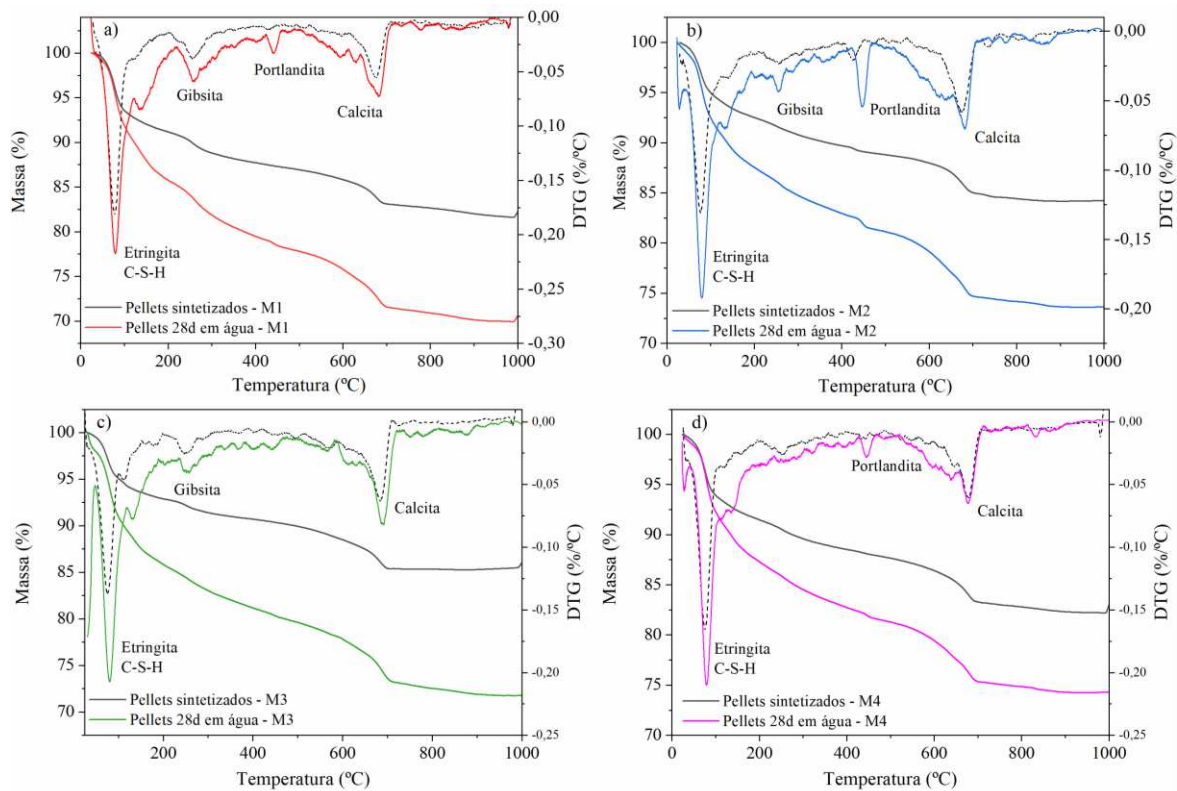 a)
Gibsita
Portlandita
Calcita
Etringita
C-S-H
Pellets sintetizados - M1
Pellets 28d em água - M1
Massa (%)
100
95
90
85
80
75
70
0,00
-0,05
-0,10
-0,15
-0,20
-0,25
-0,30
DTG (%/ºC)
0
200
400
600
800
1000
Temperatura (ºC)
b)
Gibsita
Portlandita
Calcita
Etringita
C-S-H
Pellets sintetizados - M2
Pellets 28d em água - M2
Massa (%)
100
95
90
85
80
75
70
0,00
-0,05
-0,10
-0,15
-0,20
DTG (%/ºC)
0
200
400
600
800
1000
Temperatura (ºC)
c)
Gibsita
Calcita
Etringita
C-S-H
Pellets sintetizados - M3
Pellets 28d em água - M3
Massa (%)
100
95
90
85
80
75
70
0,00
-0,05
-0,10
-0,15
-0,20
-0,25
DTG (%/ºC)
200
400
600
800
1000
Temperatura (ºC)
d)
Portlandita
Calcita
Etringita
C-S-H
Pellets sintetizados - M4
Pellets 28d em água - M4
Massa (%)
100
95
90
85
80
75
70
0,00
-0,05
-0,10
-0,15
-0,20
-0,25
DTG (%/ºC)
0
200
400
600
800
1000
Temperatura (ºC)